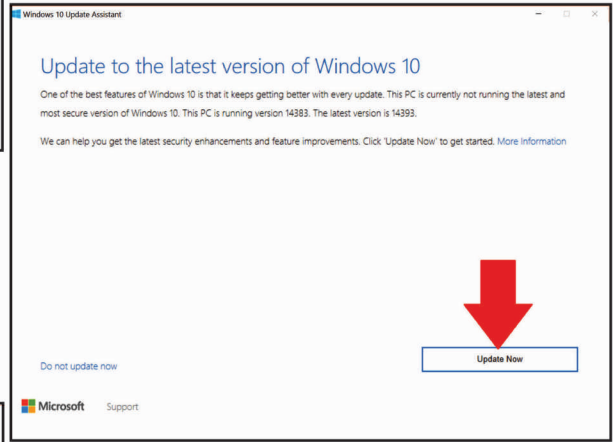 Windows 10 Update Assistant
Update to the latest version of Windows 10
One of the best features of Windows 10 is that it keeps getting better with every update. This PC is currently not running the latest and
most secure version of Windows 10. This PC is running version 14383. The latest version is 14393.
We can help you get the latest security enhancements and feature improvements. Click 'Update Now' to get started. More Information
Update Now
Do not update now
Microsoft Support